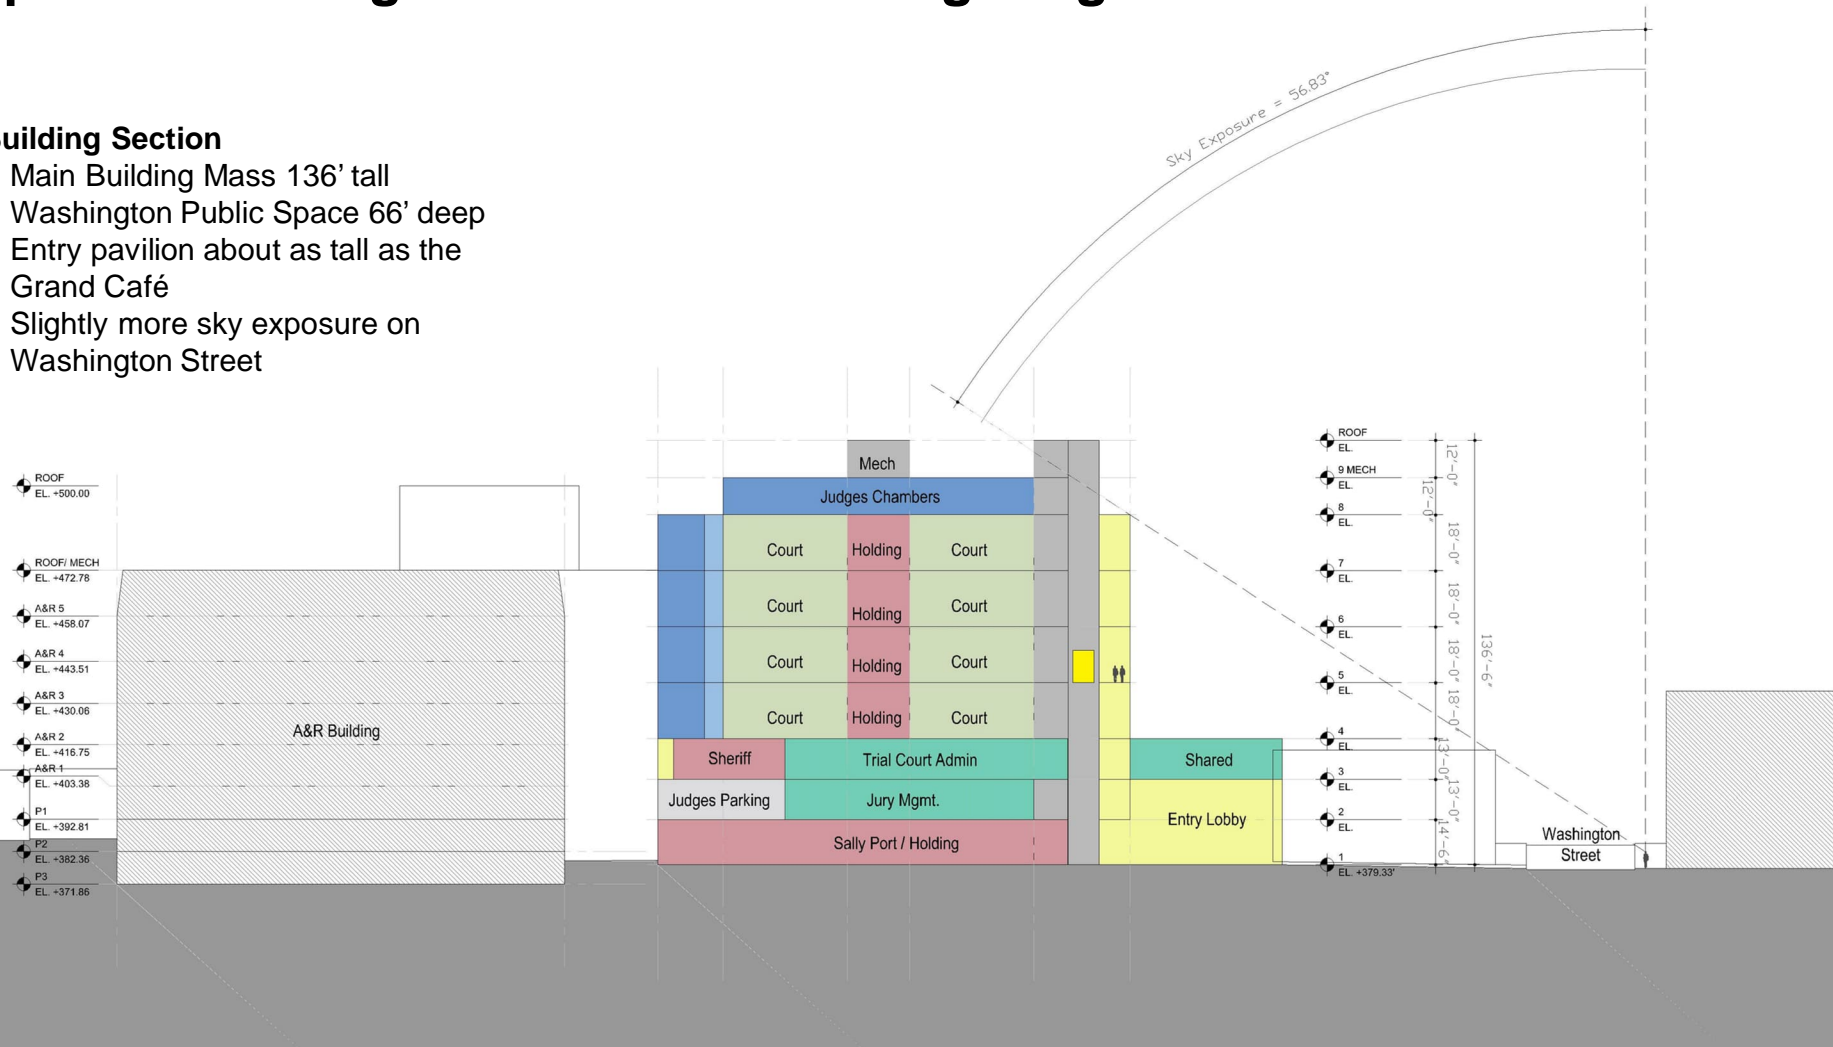 Building Section
Main Building Mass 136’ tall
Washington Public Space 66’ deep
Entry pavilion about as tall as the
Grand Café
Slightly more sky exposure on
Washington Street
Sky Exposure = 56.83°
ROOF
EL. +500.00
ROOF/ MECH
EL. +472.78
A&R 5
EL. +458.07
A&R 4
EL. +443.51
A&R 3
EL. +430.06
A&R 2
EL. +416.75
A&R 1
EL. +403.38
P1
EL. +392.81
P2
EL. +382.36
P3
EL. +371.86
A&R Building
Mech
Judges Chambers
Court Holding Court
Court Holding Court
Court Holding Court
Court Holding Court
Sheriff Trial Court Admin Shared
Judges Parking Jury Mgmt.
Entry Lobby
Sally Port / Holding
ROOF
EL.
9 MECH
EL.
8
EL.
7
EL.
6
EL.
5
EL.
4
EL.
3
EL.
2
EL.
1
EL. +379.33'
12'-0"
12'-0"
18'-0"
18'-0"
18'-0"
18'-0"
13'-0"
13'-0"
14'-6"
136'-6"
Washington
Street